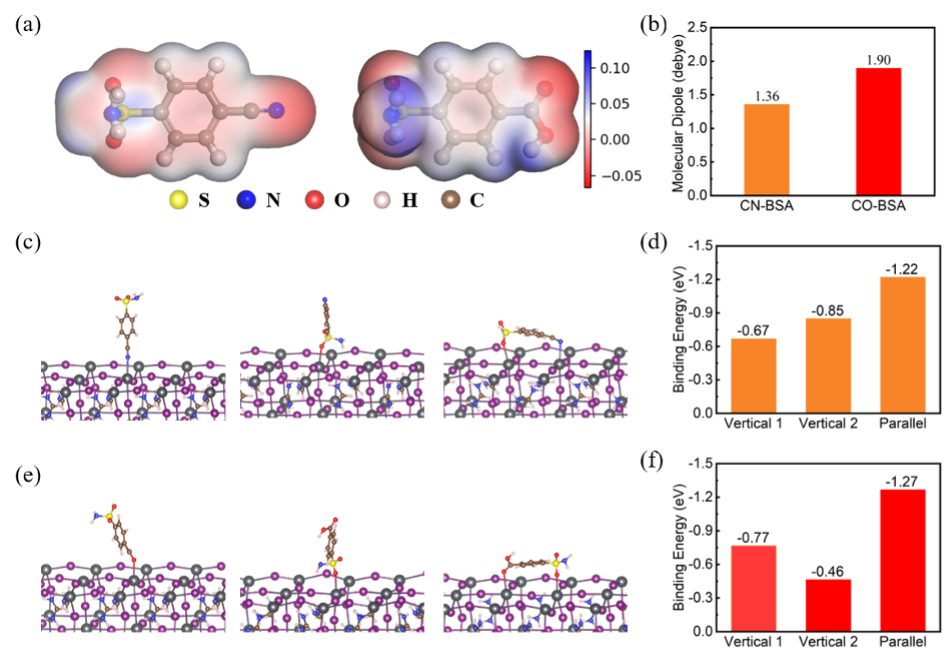 (a)
0.10
0.05
0.00
−0.05
S N O H C
(b)
Molecular Dipole (debye)
2.5
2.0
1.5
1.0
0.5
0.0
1.36
1.90
CN-BSA CO-BSA
(c)
(d)
Binding Energy (eV)
-1.5
-1.2
-0.9
-0.6
-0.3
0.0
-0.67
-0.85
-1.22
Vertical 1 Vertical 2 Parallel
(e)
(f)
Binding Energy (eV)
-1.5
-1.2
-0.9
-0.6
-0.3
0.0
-0.77
-0.46
-1.27
Vertical 1 Vertical 2 Parallel